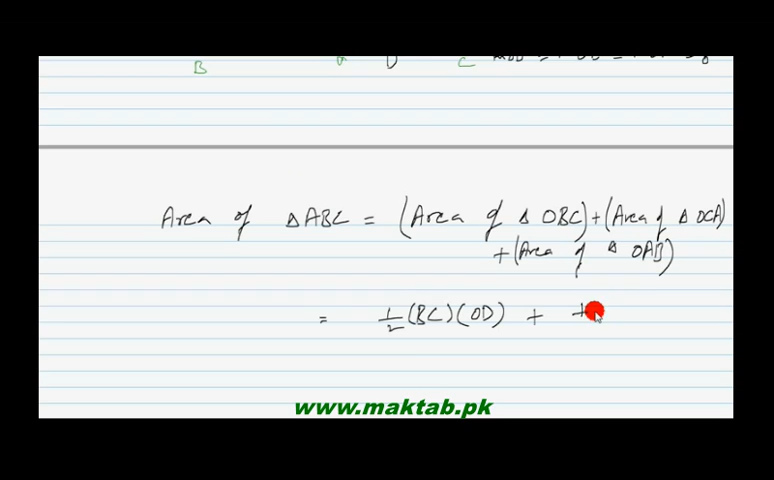 B
C
Area of ΔABC = (Area of Δ OBC) + (Area of Δ OCA)
+ (Area of Δ OAB)
= 1/2 (BC) (OD) +
www.maktab.pk